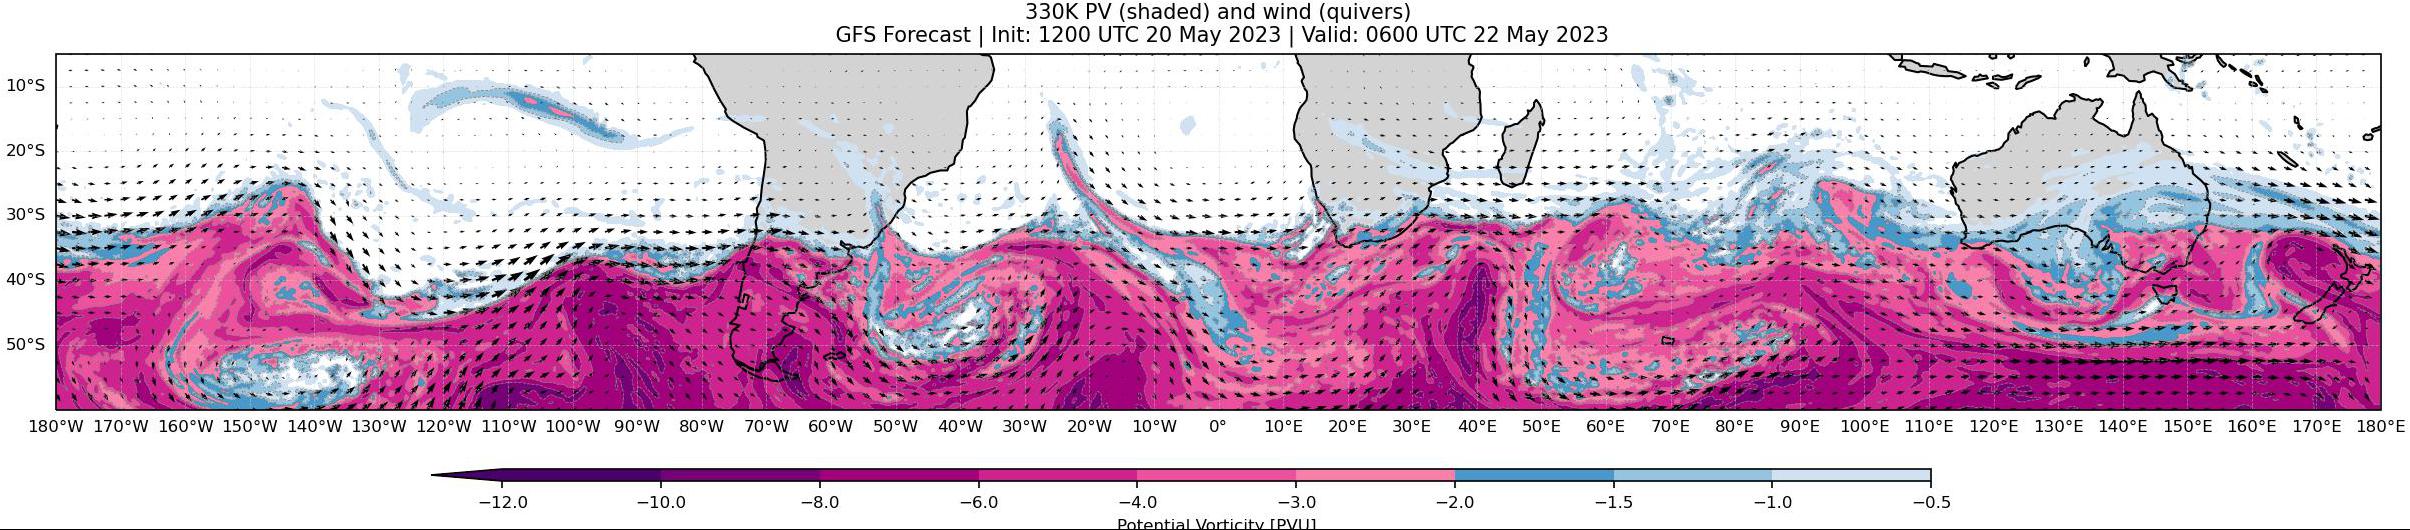 330K PV (shaded) and wind (quivers)
GFS Forecast | Init: 1200 UTC 20 May 2023 | Valid: 0600 UTC 22 May 2023
10°S
20°S
30°S
40°S
50°S
180°W 170°W 160°W 150°W 140°W 130°W 120°W 110°W 100°W 90°W 80°W 70°W 60°W 50°W 40°W 30°W 20°W 10°W 0° 10°E 20°E 30°E 40°E 50°E 60°E 70°E 80°E 90°E 100°E 110°E 120°E 130°E 140°E 150°E 160°E 170°E 180°E
−12.0 −10.0 −8.0 −6.0 −4.0 −3.0 −2.0 −1.5 −1.0 −0.5
Potential Vorticity [PVU]